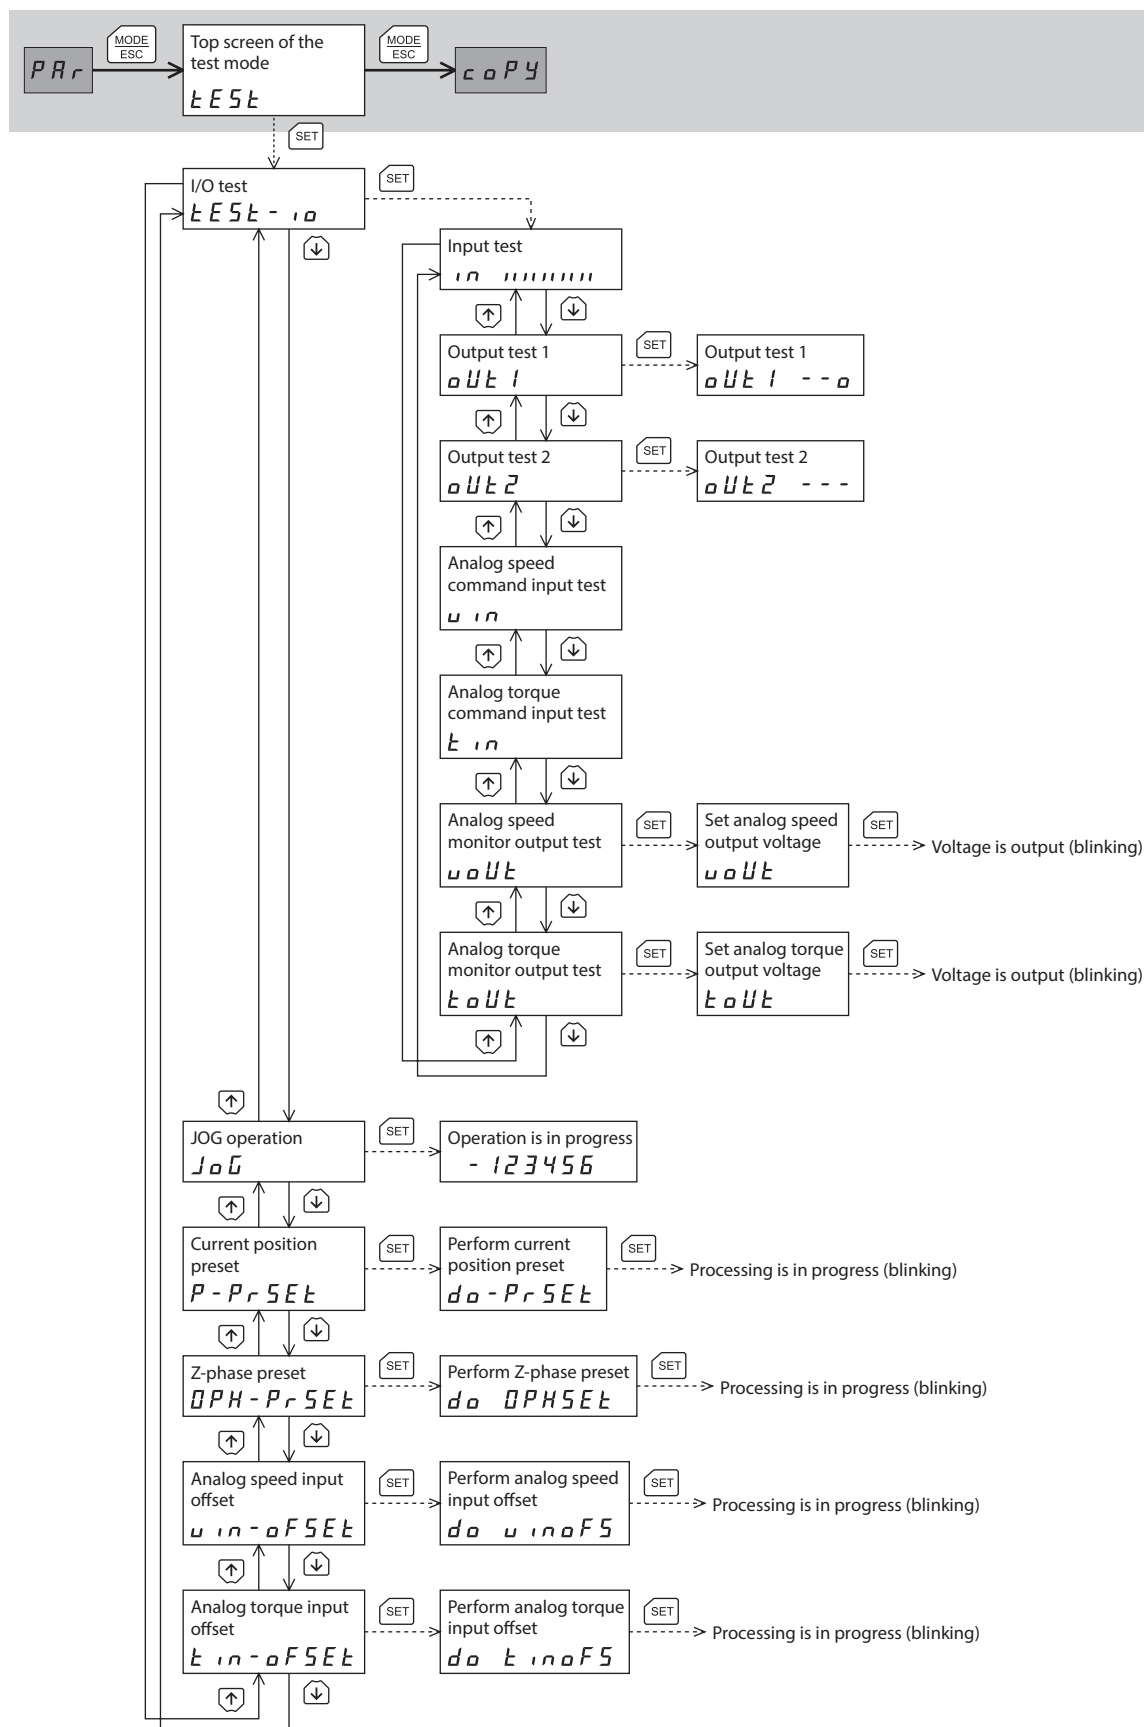 MODE
ESC
MODE
ESC
PAr
Top screen of the
test mode
tESt
coPY
SET
I/O test
tESt-io
SET
Input test
in
Output test 1
oUt1
SET
Output test 1
oUt1 --o
Output test 2
oUt2
SET
Output test 2
oUt2 ---
Analog speed
command input test
vin
Analog torque
command input test
tin
Analog speed
monitor output test
voUt
SET
Set analog speed
output voltage
voUt
SET
Voltage is output (blinking)
Analog torque
monitor output test
toUt
SET
Set analog torque
output voltage
toUt
SET
Voltage is output (blinking)
JOG operation
JoG
SET
Operation is in progress
-123456
Current position
preset
P-PrSEt
SET
Perform current
position preset
do-PrSEt
SET
Processing is in progress (blinking)
Z-phase preset
0PH-PrSEt
SET
Perform Z-phase preset
do 0PHSEt
SET
Processing is in progress (blinking)
Analog speed input
offset
vin-oFSEt
SET
Perform analog speed
input offset
do vinoFS
SET
Processing is in progress (blinking)
Analog torque input
offset
tin-oFSEt
SET
Perform analog torque
input offset
do tinoFS
SET
Processing is in progress (blinking)